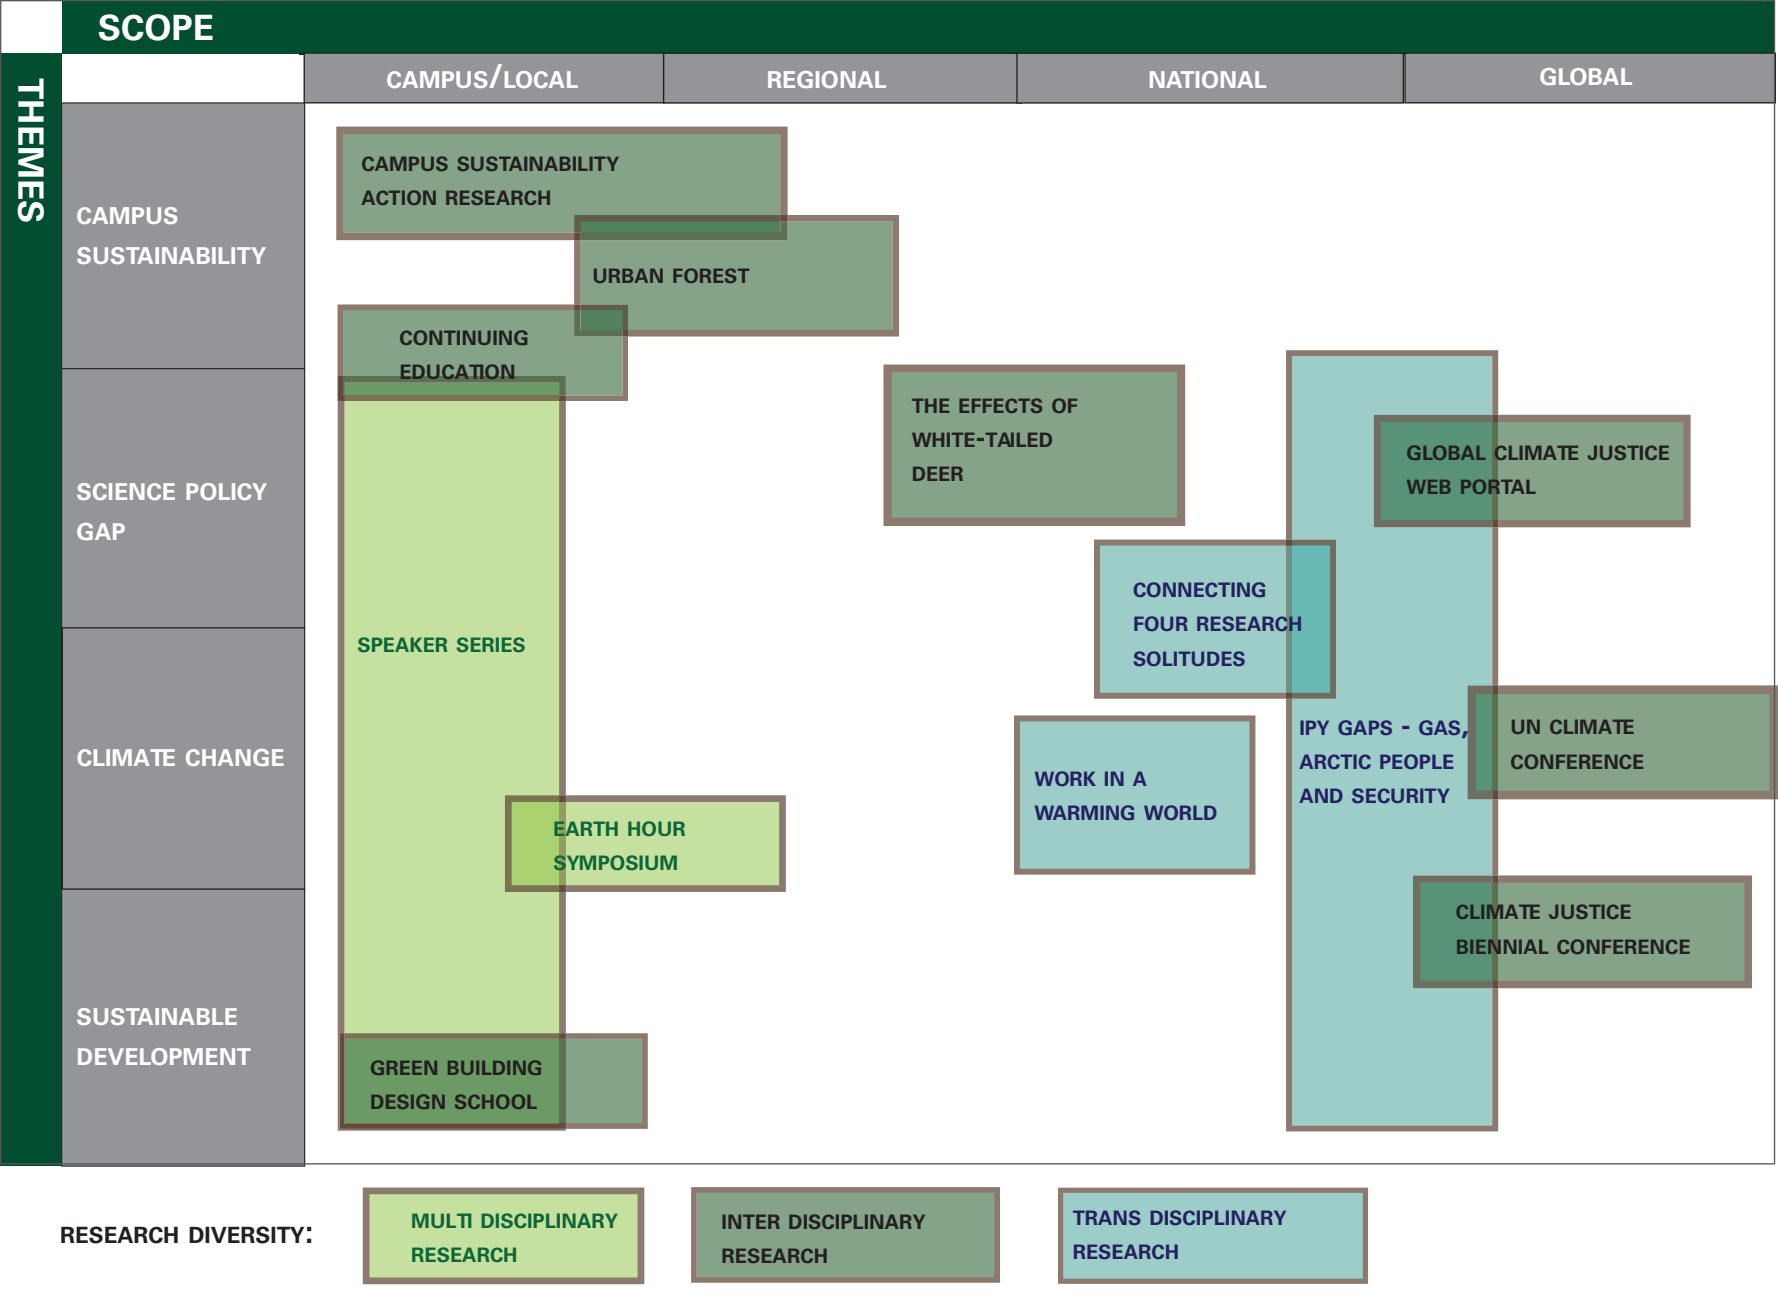 SCOPE
THEMES
CAMPUS/LOCAL
REGIONAL
NATIONAL
GLOBAL
CAMPUS
SUSTAINABILITY
SCIENCE POLICY
GAP
CLIMATE CHANGE
SUSTAINABLE
DEVELOPMENT
CAMPUS SUSTAINABILITY
ACTION RESEARCH
URBAN FOREST
CONTINUING
EDUCATION
THE EFFECTS OF
WHITE-TAILED
DEER
GLOBAL CLIMATE JUSTICE
WEB PORTAL
CONNECTING
FOUR RESEARCH
SOLITUDES
SPEAKER SERIES
IPY GAPS - GAS,
ARCTIC PEOPLE
AND SECURITY
UN CLIMATE
CONFERENCE
WORK IN A
WARMING WORLD
EARTH HOUR
SYMPOSIUM
CLIMATE JUSTICE
BIENNIAL CONFERENCE
GREEN BUILDING
DESIGN SCHOOL
RESEARCH DIVERSITY:
MULTI DISCIPLINARY
RESEARCH
INTER DISCIPLINARY
RESEARCH
TRANS DISCIPLINARY
RESEARCH